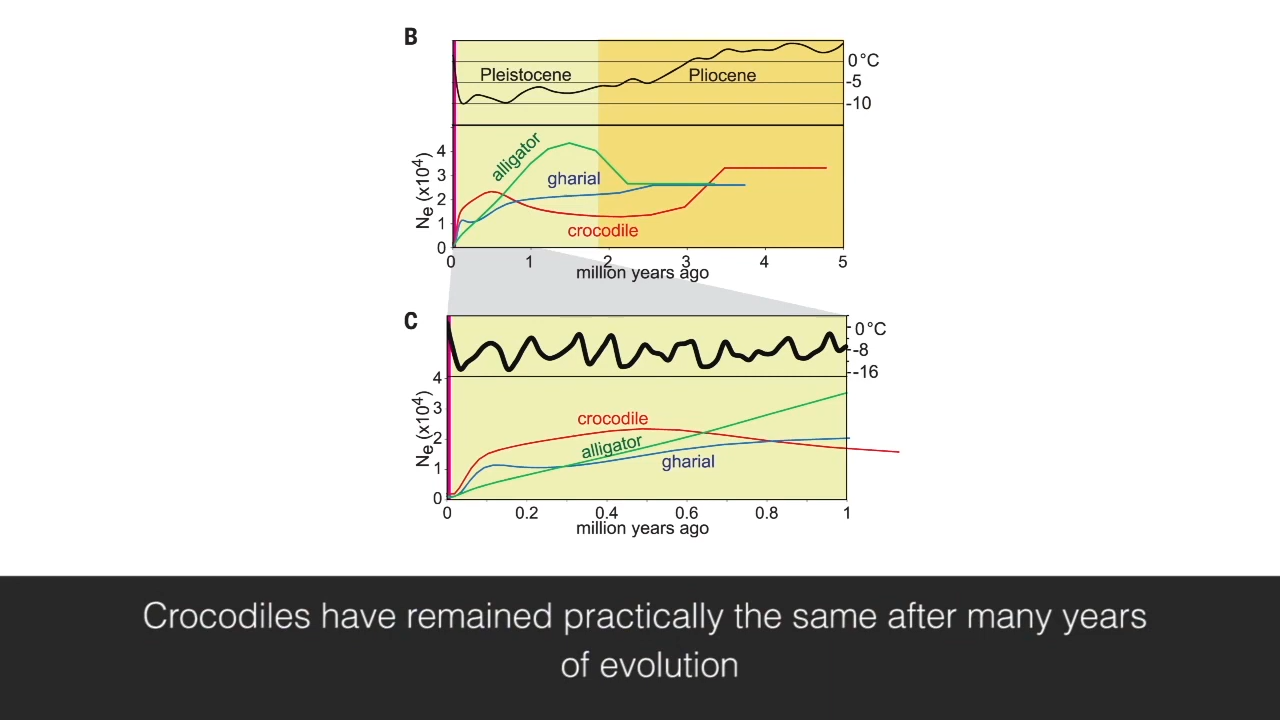 B
Pleistocene
Pliocene
0°C
-5
-10
alligator
gharial
crocodile
Ne (x10⁴)
4
3
2
1
0
0 1 2 3 4 5
million years ago
C
0°C
-8
-16
crocodile
alligator
gharial
Ne (x10⁴)
4
3
2
1
0
0 0.2 0.4 0.6 0.8 1
million years ago
Crocodiles have remained practically the same after many years
of evolution